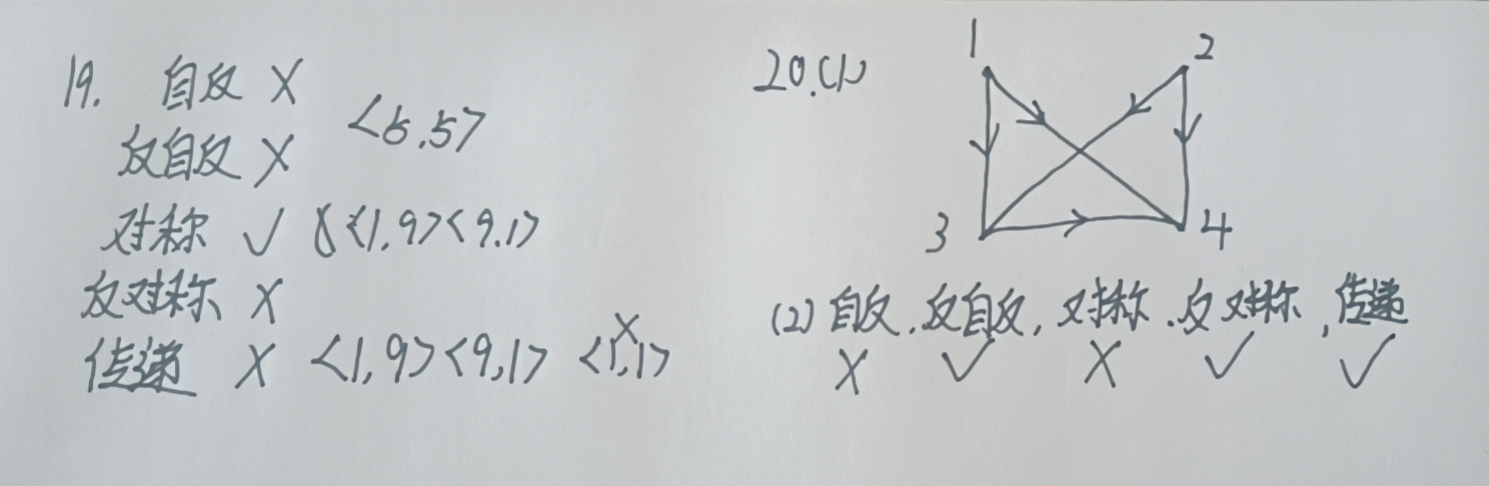 19. 自反 X
<5,5>
反自反 X
对称 √ <1,9><9,1>
反对称 X
传递 X <1,9><9,1> <1,1>
X
20.(1)
1
2
3
4
(2) 自反,反自反,对称.反对称,传递
X √ X √ √